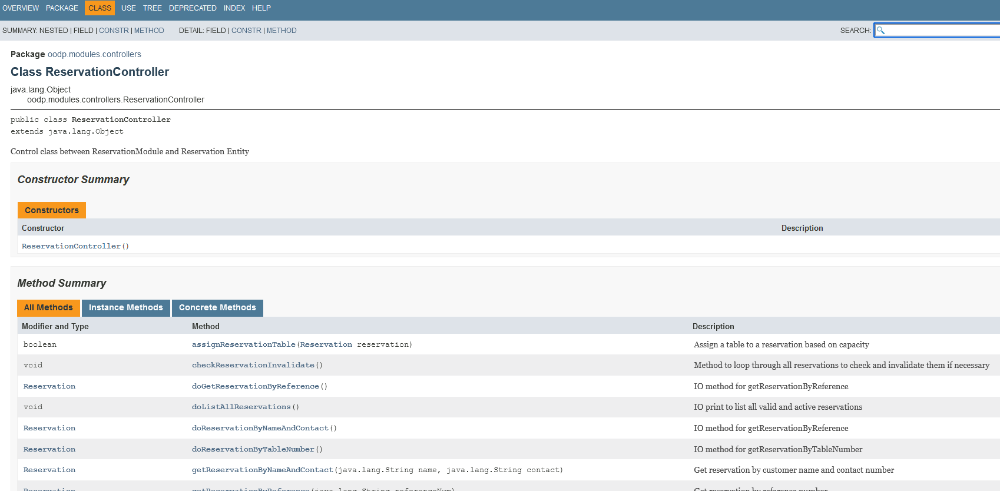 OVERVIEW PACKAGE CLASS USE TREE DEPRECATED INDEX HELP
SUMMARY: NESTED | FIELD | CONSTR | METHOD DETAIL: FIELD | CONSTR | METHOD SEARCH:
Package oodp.modules.controllers
Class ReservationController
java.lang.Object
oodp.modules.controllers.ReservationController
public class ReservationController
extends java.lang.Object
Control class between ReservationModule and Reservation Entity
Constructor Summary
Constructors
Constructor Description
ReservationController()
Method Summary
All Methods Instance Methods Concrete Methods
Modifier and Type Method Description
boolean assignReservationTable(Reservation reservation) Assign a table to a reservation based on capacity
void checkReservationInvalidate() Method to loop through all reservations to check and invalidate them if necessary
Reservation doGetReservationByReference() IO method for getReservationByReference
void doListAllReservations() IO print to list all valid and active reservations
Reservation doReservationByNameAndContact() IO method for getReservationByReference
Reservation doReservationByTableNumber() IO method for getReservationByTableNumber
Reservation getReservationByNameAndContact(java.lang.String name, java.lang.String contact) Get reservation by customer name and contact number
Reservation getReservationByReference(java.lang.String referenceNum) Get reservation by reference number